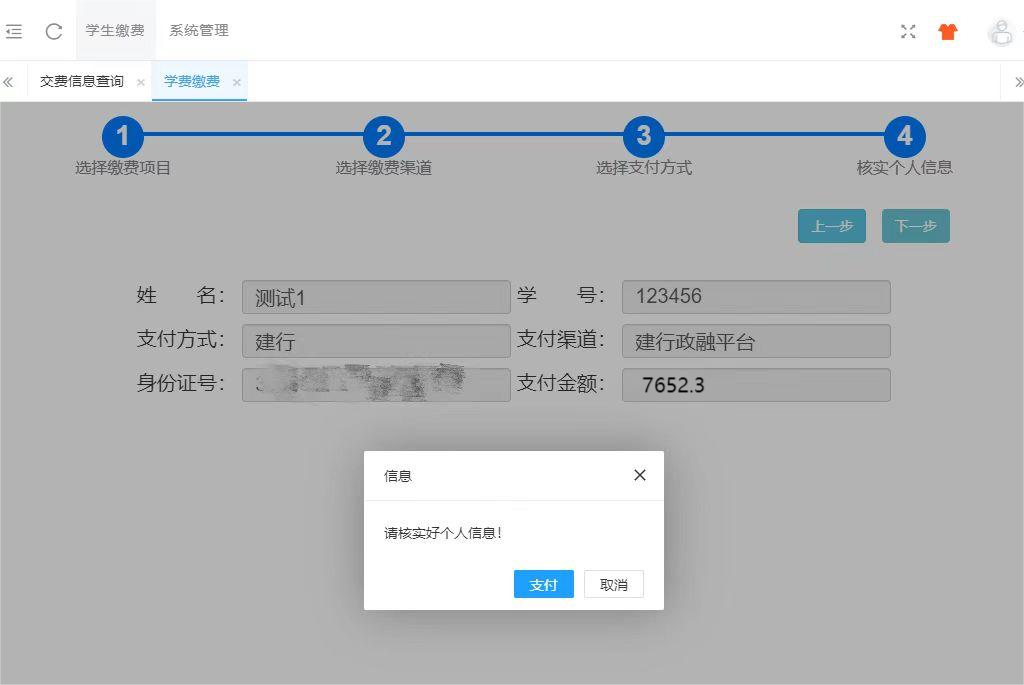 学生缴费 系统管理
交费信息查询 学费缴费
1 2 3 4
选择缴费项目 选择缴费渠道 选择支付方式 核实个人信息
上一步 下一步
姓 名： 测试1 学 号： 123456
支付方式： 建行 支付渠道： 建行政融平台
身份证号： 支付金额： 7652.3
信息
请核实好个人信息！
支付 取消